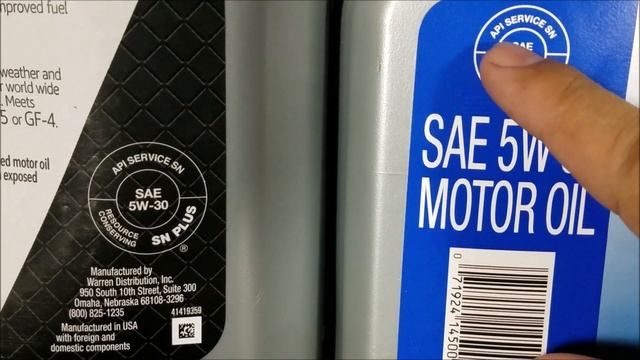 mproved fuel
weather and
r world wide
. Meets
5 or GF-4.
ed motor oil
exposed
API SERVICE SN
SAE
5W-30
RESOURCE
CONSERVING
SN PLUS
®
Manufactured by
Warren Distribution, Inc.
950 South 10th Street, Suite 300
Omaha, Nebraska 68108-3296
(800) 825-1235
41419359
Manufactured in USA
with foreign and
domestic components
API SERVICE SN
SAE
SAE 5W
MOTOR OIL
0 71924 14500